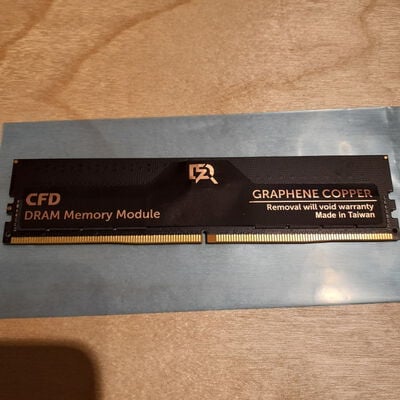 CFD
DRAM Memory Module
GRAPHENE COPPER
Removal will void warranty
Made in Taiwan